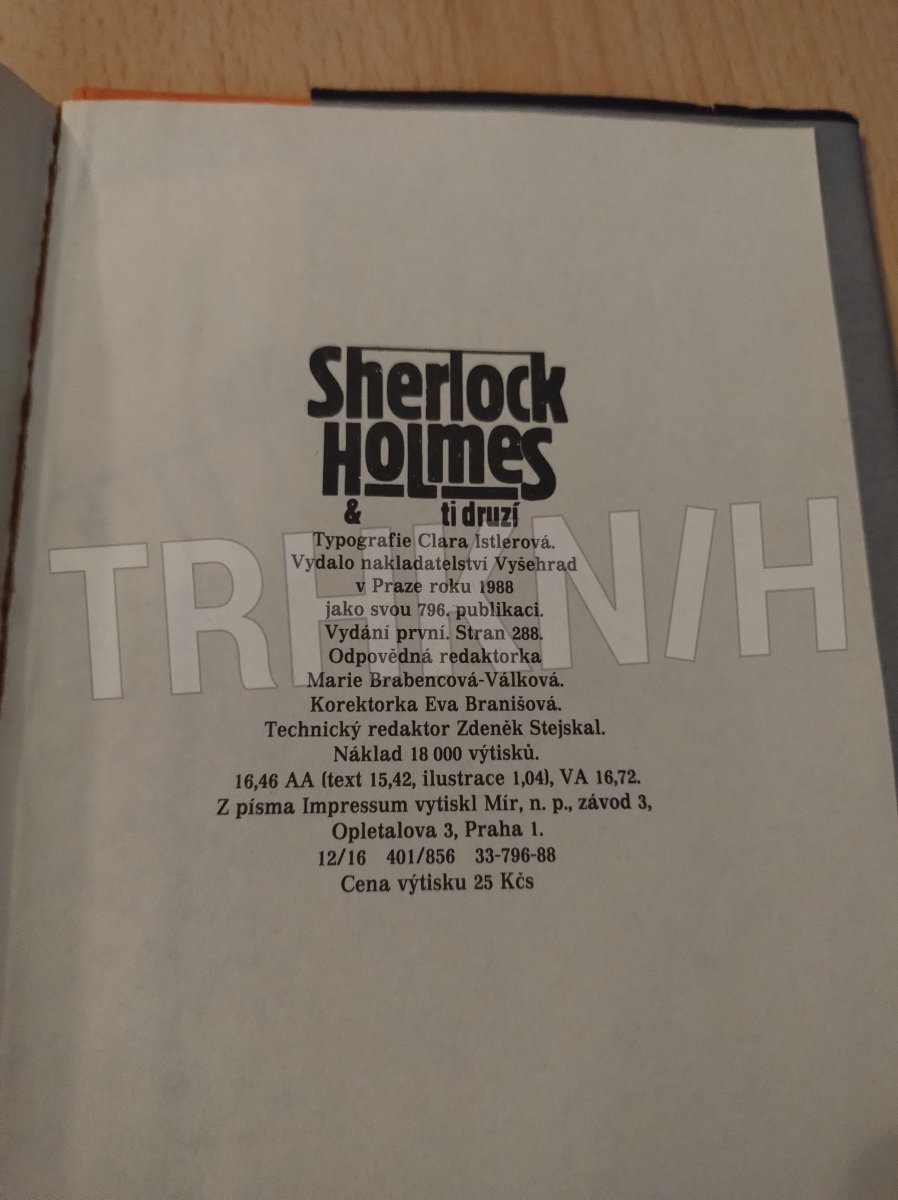 Sherlock
HOLmes
& ti druzí
Typografie Clara Istlerová.
Vydalo nakladatelství Vyšehrad
v Praze roku 1988
jako svou 796. publikaci.
Vydání první. Stran 288.
Odpovědná redaktorka
Marie Brabencová-Válková.
Korektorka Eva Branišová.
Technický redaktor Zdeněk Stejskal.
Náklad 18 000 výtisků.
16,46 AA (text 15,42, ilustrace 1,04), VA 16,72.
Z písma Impressum vytiskl Mír, n. p., závod 3,
Opletalova 3, Praha 1.
12/16 401/856 33-796-88
Cena výtisku 25 Kčs
TRHKN/H